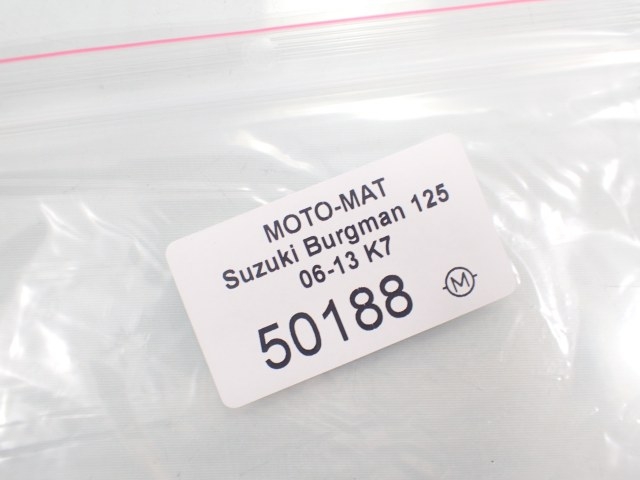 MOTO-MAT
Suzuki Burgman 125
06-13 K7
50188
M